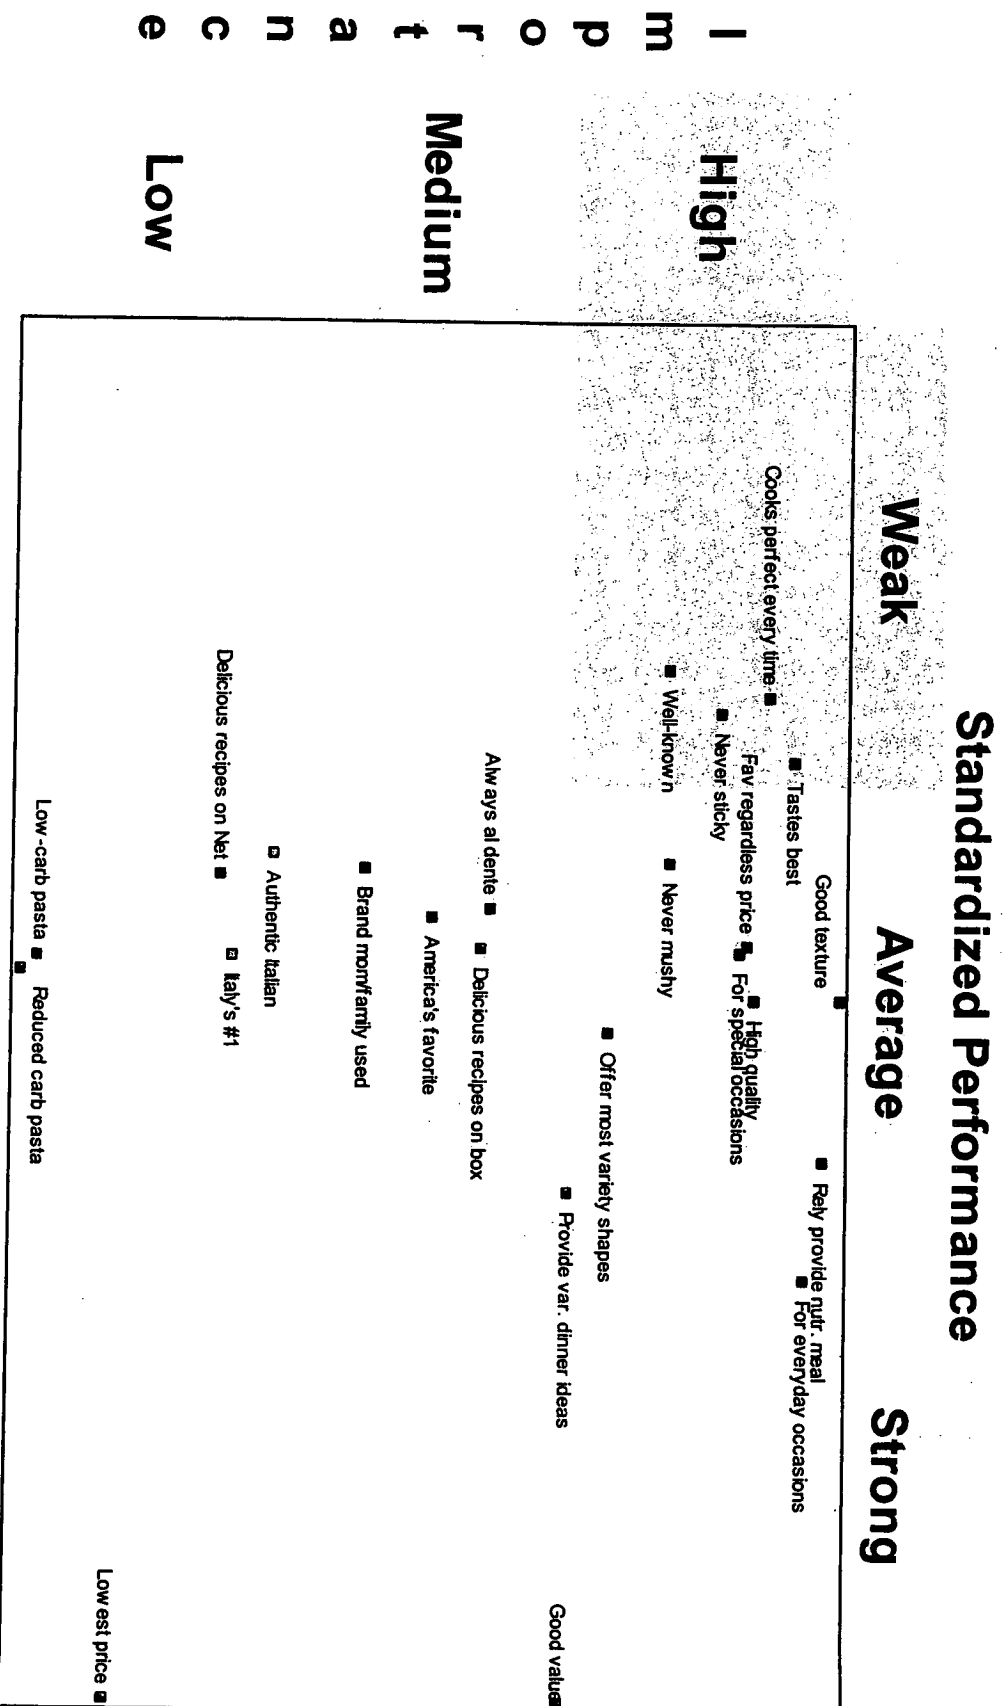 Standardized Performance
Weak
Average
Strong
Importance
High
Medium
Low
Good texture
Rely provide nutr. meal
Tastes best
For everyday occasions
Cooks perfect every time
High quality
Fav regardless price
For special occasions
Never sticky
Well-known
Never mushy
Offer most variety shapes
Provide var. dinner ideas
Good value
Always al dente
Delicious recipes on box
America's favorite
Brand mom/family used
Authentic Italian
Italy's #1
Delicious recipes on Net
Lowest price
Low-carb pasta
Reduced carb pasta